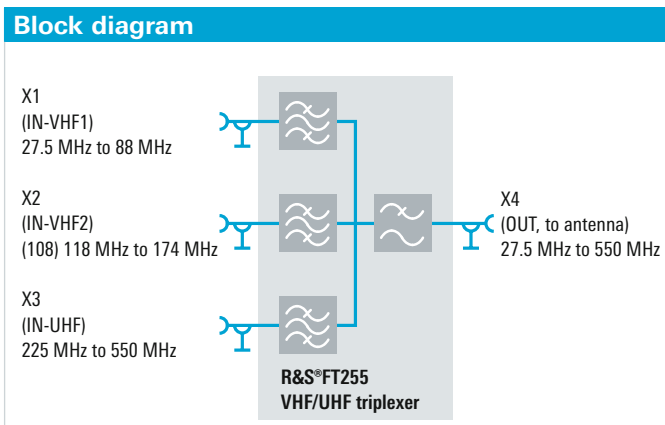 Block diagram
X1
(IN-VHF1)
27.5 MHz to 88 MHz
X2
(IN-VHF2)
(108) 118 MHz to 174 MHz
X3
(IN-UHF)
225 MHz to 550 MHz
X4
(OUT, to antenna)
27.5 MHz to 550 MHz
R&S®FT255
VHF/UHF triplexer